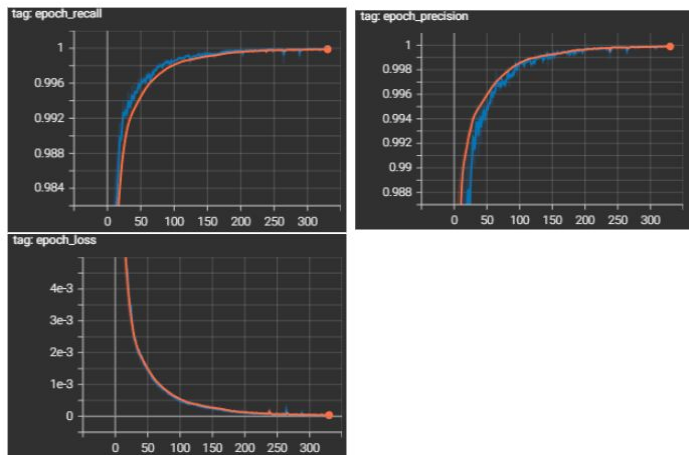 tag: epoch_recall
1
0.996
0.992
0.988
0.984
0 50 100 150 200 250 300
tag: epoch_precision
1
0.998
0.996
0.994
0.992
0.99
0.988
0 50 100 150 200 250 300
tag: epoch_loss
4e-3
3e-3
2e-3
1e-3
0
0 50 100 150 200 250 300